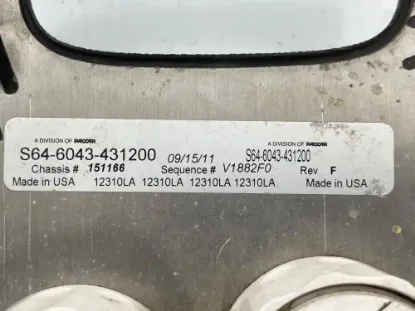 A DIVISION OF PACCAR A DIVISION OF PACCAR
S64-6043-431200 09/15/11 S64-6043-431200
Chassis # 151166 Sequence # V1882F0 Rev F
Made in USA 12310LA 12310LA 12310LA 12310LA Made in USA